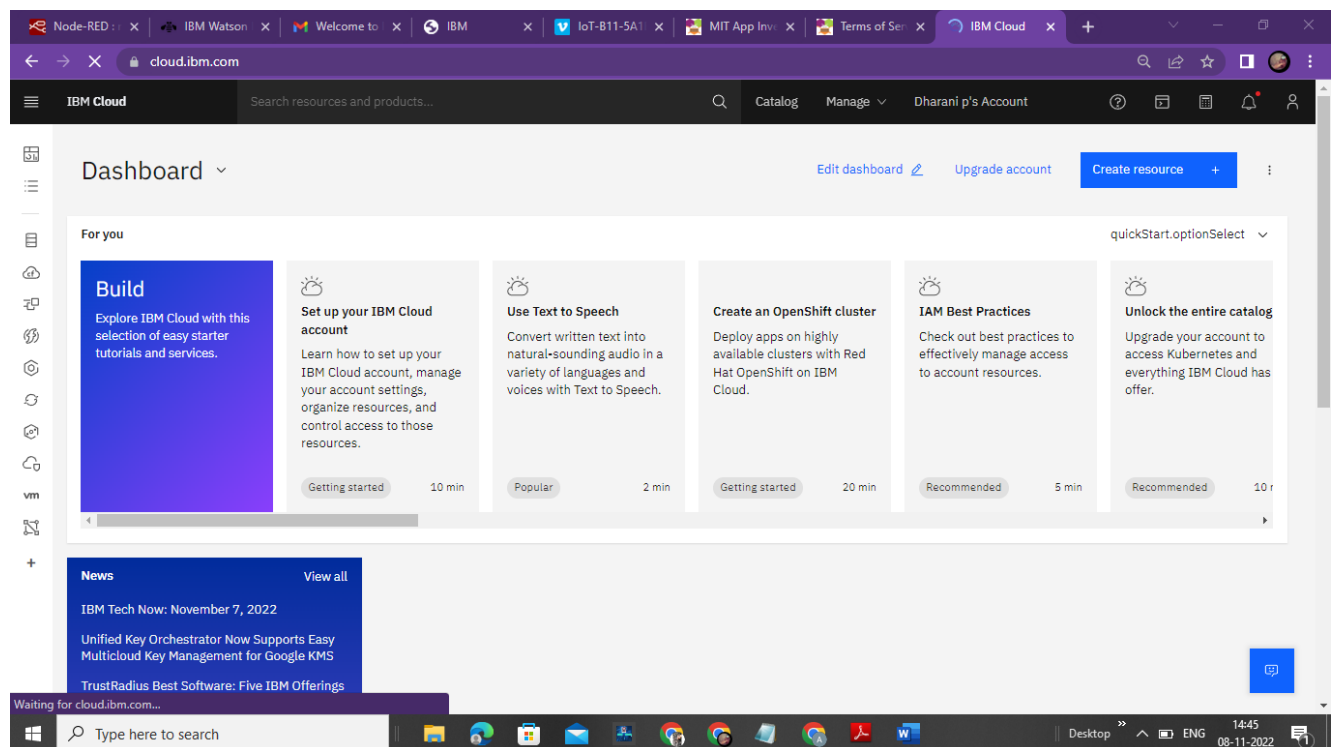 Node-RED :
IBM Watson
Welcome to
IBM
IoT-B11-5A1
MIT App Inve
Terms of Ser
IBM Cloud
cloud.ibm.com
IBM Cloud
Search resources and products...
Catalog
Manage
Dharani p's Account
Dashboard
Edit dashboard
Upgrade account
Create resource +
For you
quickStart.optionSelect
Build
Explore IBM Cloud with this
selection of easy starter
tutorials and services.
Set up your IBM Cloud
account
Learn how to set up your
IBM Cloud account, manage
your account settings,
organize resources, and
control access to those
resources.
Getting started
10 min
Use Text to Speech
Convert written text into
natural-sounding audio in a
variety of languages and
voices with Text to Speech.
Popular
2 min
Create an OpenShift cluster
Deploy apps on highly
available clusters with Red
Hat OpenShift on IBM
Cloud.
Getting started
20 min
IAM Best Practices
Check out best practices to
effectively manage access
to account resources.
Recommended
5 min
Unlock the entire catalog
Upgrade your account to
access Kubernetes and
everything IBM Cloud has
offer.
Recommended
10
vm
News
View all
IBM Tech Now: November 7, 2022
Unified Key Orchestrator Now Supports Easy
Multicloud Key Management for Google KMS
TrustRadius Best Software: Five IBM Offerings
Waiting for cloud.ibm.com...
Type here to search
Desktop
ENG
14:45
08-11-2022